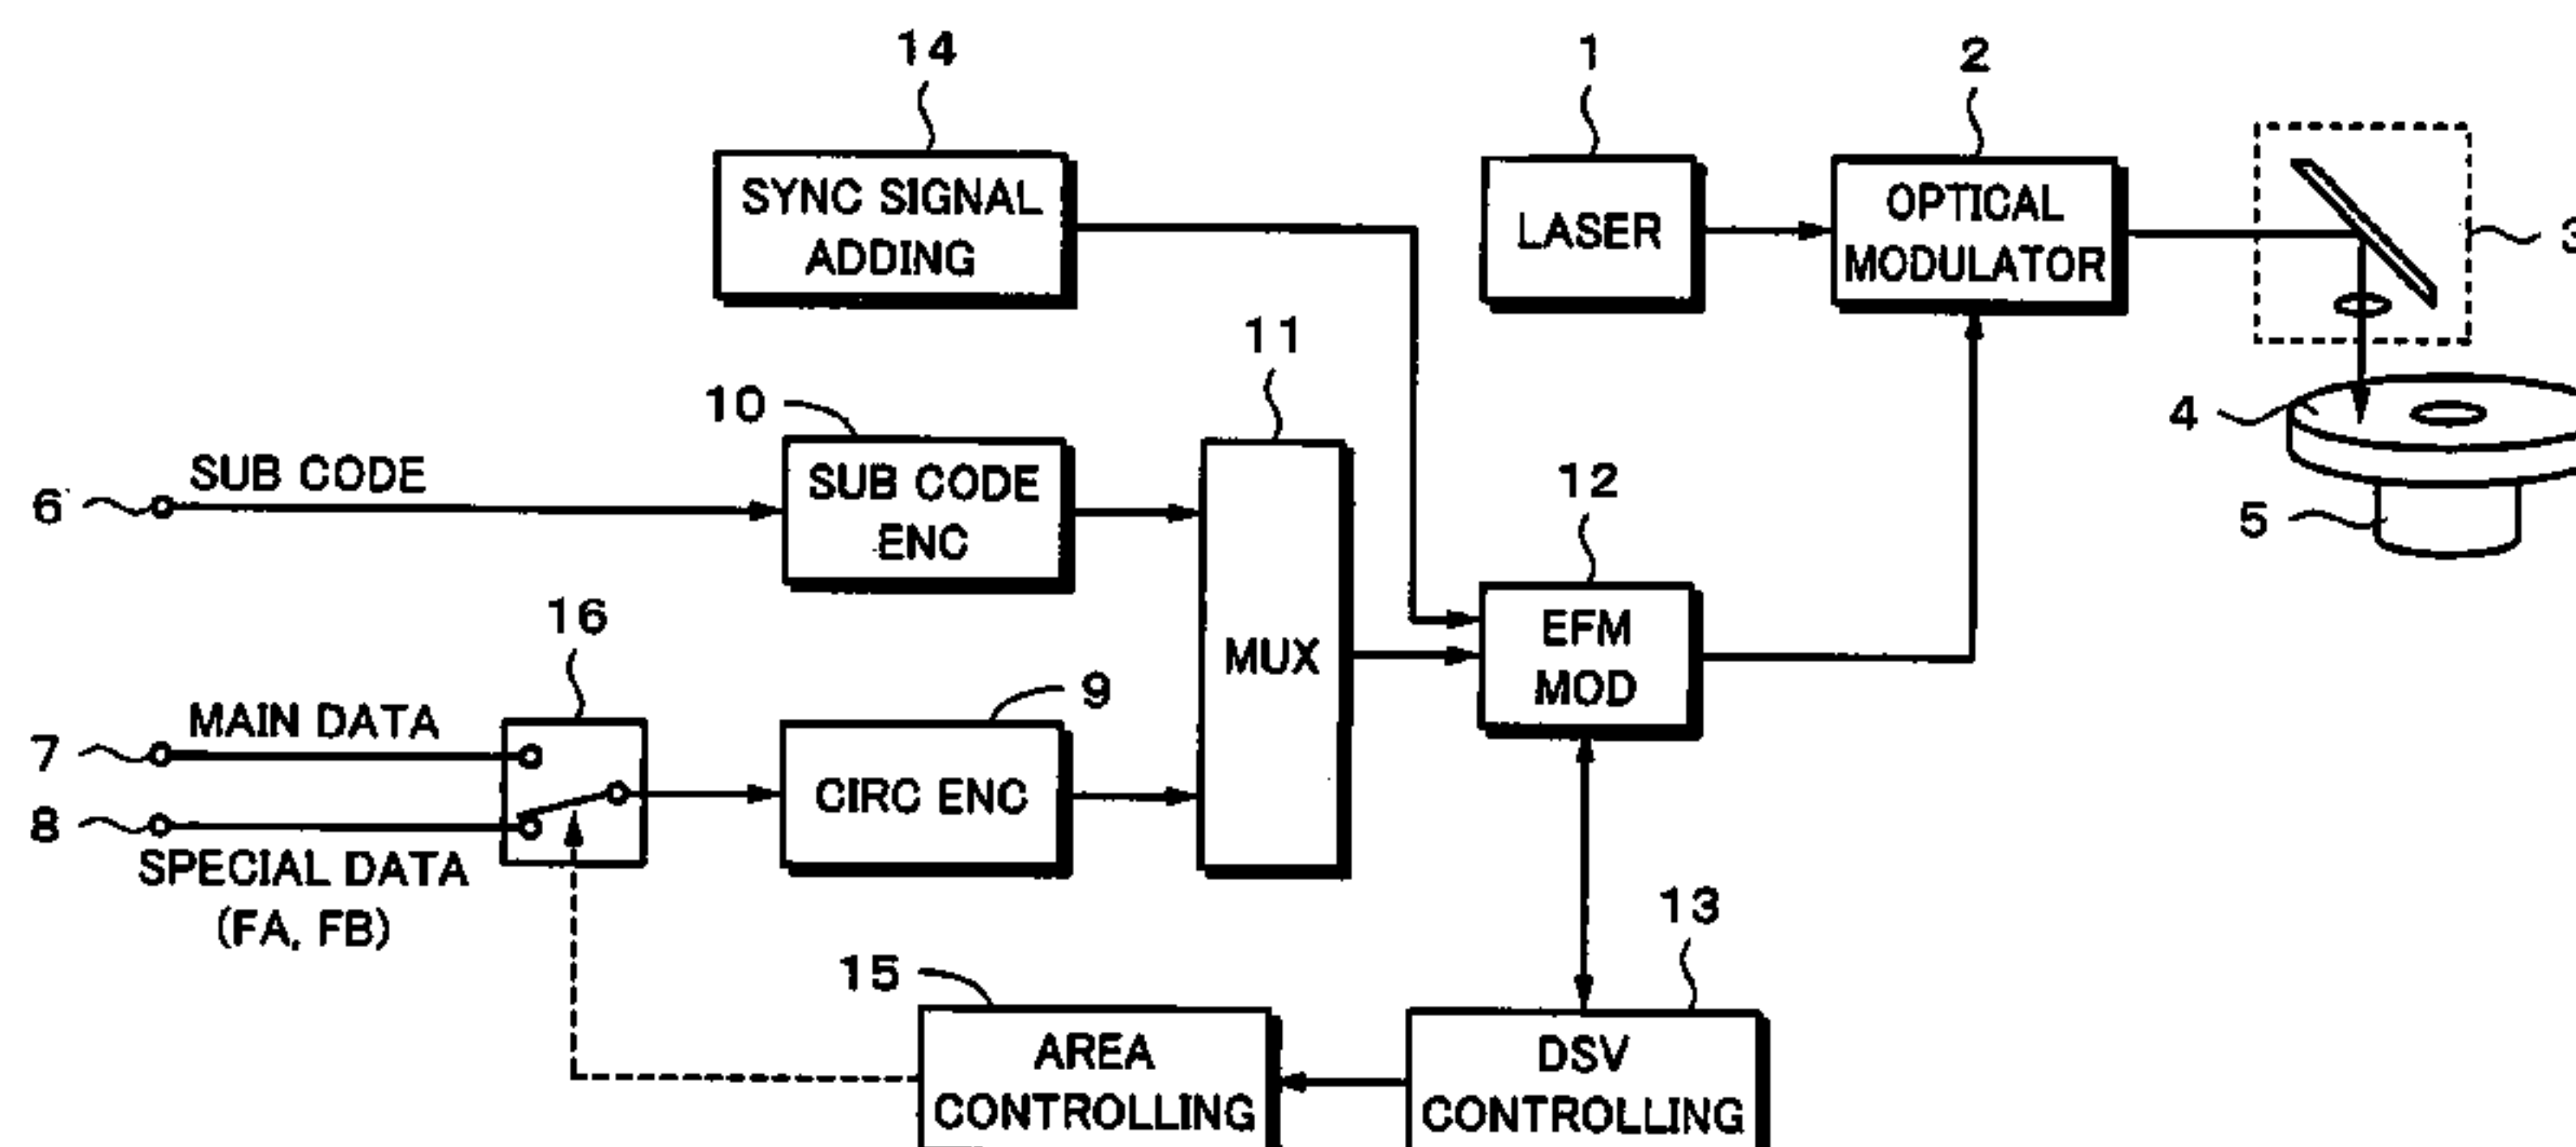 14
1
2
SYNC SIGNAL
ADDING
LASER
OPTICAL
MODULATOR
3
11
10
4
SUB CODE
6
SUB CODE
ENC
12
5
16
MUX
EFM
MOD
9
MAIN DATA
7
CIRC ENC
8
SPECIAL DATA
(FA, FB)
13
15
AREA
CONTROLLING
DSV
CONTROLLING